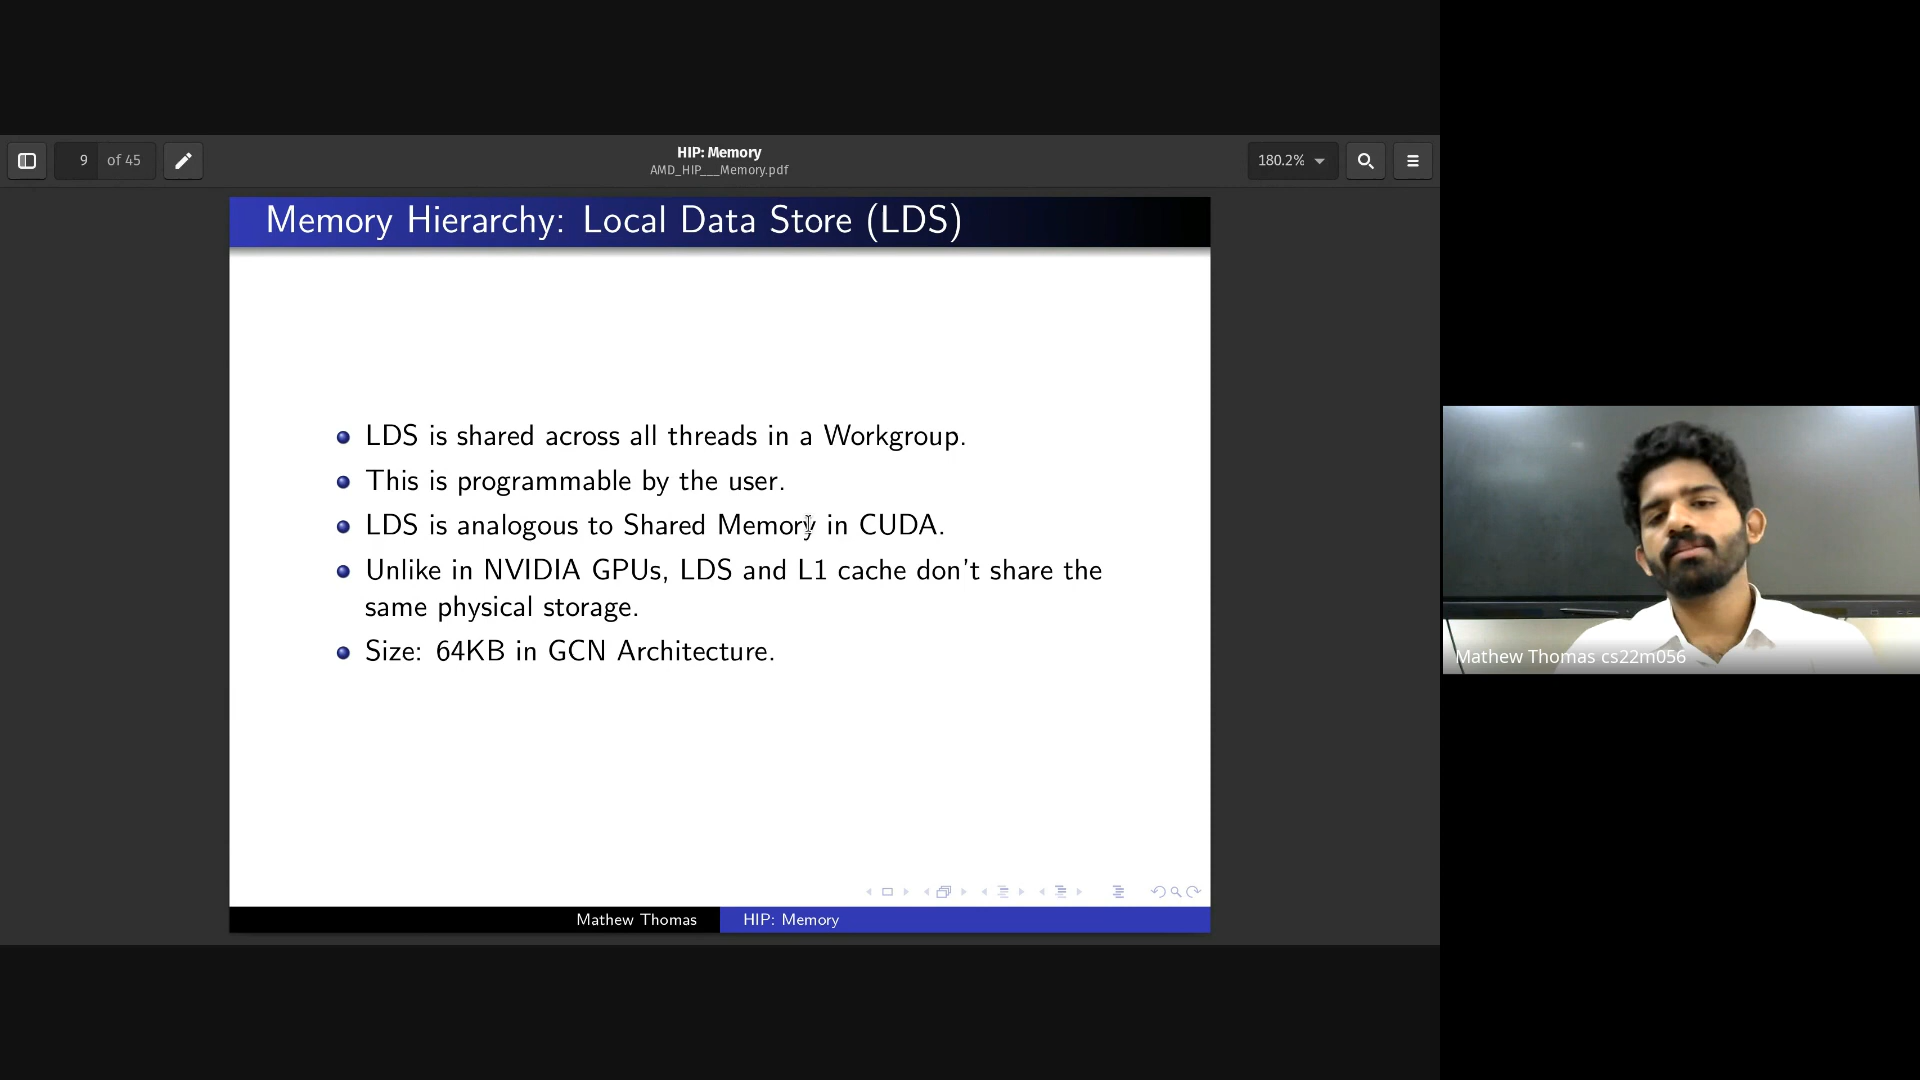 9 of 45
HIP: Memory
AMD_HIP___Memory.pdf
180.2%
Memory Hierarchy: Local Data Store (LDS)
LDS is shared across all threads in a Workgroup.
This is programmable by the user.
LDS is analogous to Shared Memory in CUDA.
Unlike in NVIDIA GPUs, LDS and L1 cache don't share the
same physical storage.
Size: 64KB in GCN Architecture.
Mathew Thomas cs22m056
Mathew Thomas HIP: Memory